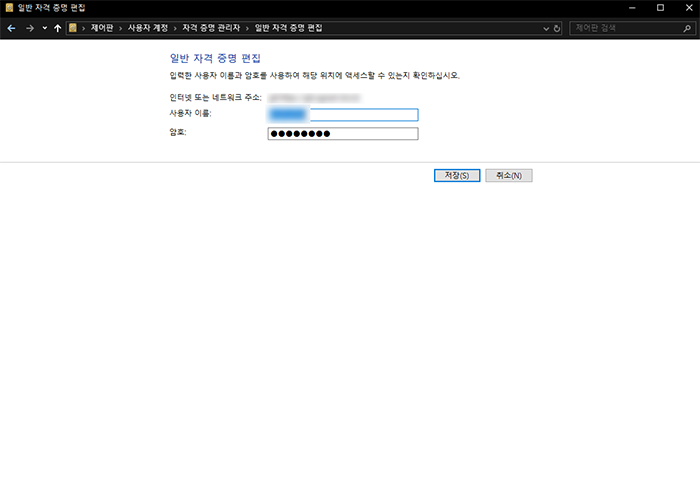 일반 자격 증명 편집
제어판 › 사용자 계정 › 자격 증명 관리자 › 일반 자격 증명 편집
제어판 검색
일반 자격 증명 편집
입력한 사용자 이름과 암호를 사용하여 해당 위치에 액세스할 수 있는지 확인하십시오.
인터넷 또는 네트워크 주소:
사용자 이름:
암호: ●●●●●●●●
저장(S) 취소(N)